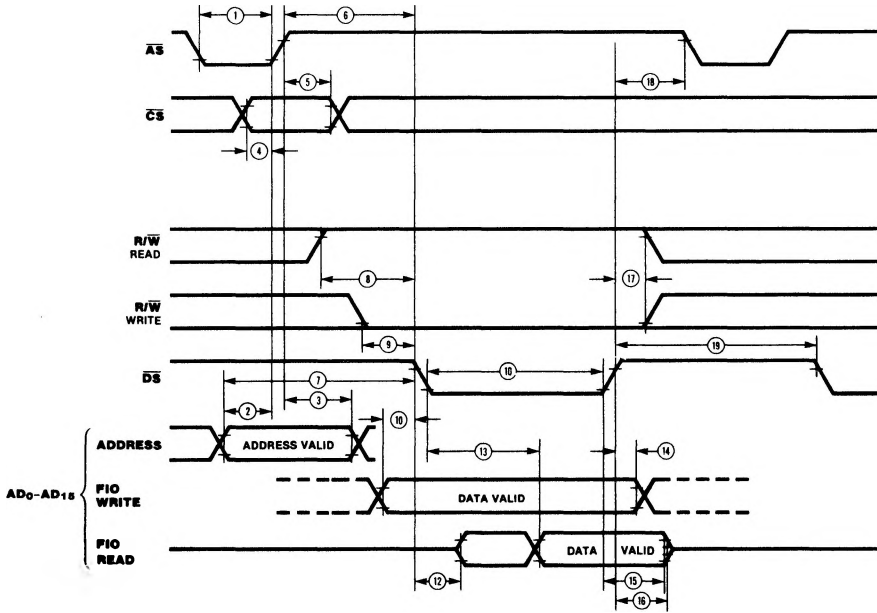 1
6
AS
5
18
CS
4
R/W
READ
8
17
R/W
WRITE
9
19
DS
7
10
2
3
10
13
14
ADDRESS
ADDRESS VALID
AD0-AD15
FIO
WRITE
DATA VALID
FIO
READ
DATA VALID
12
15
16